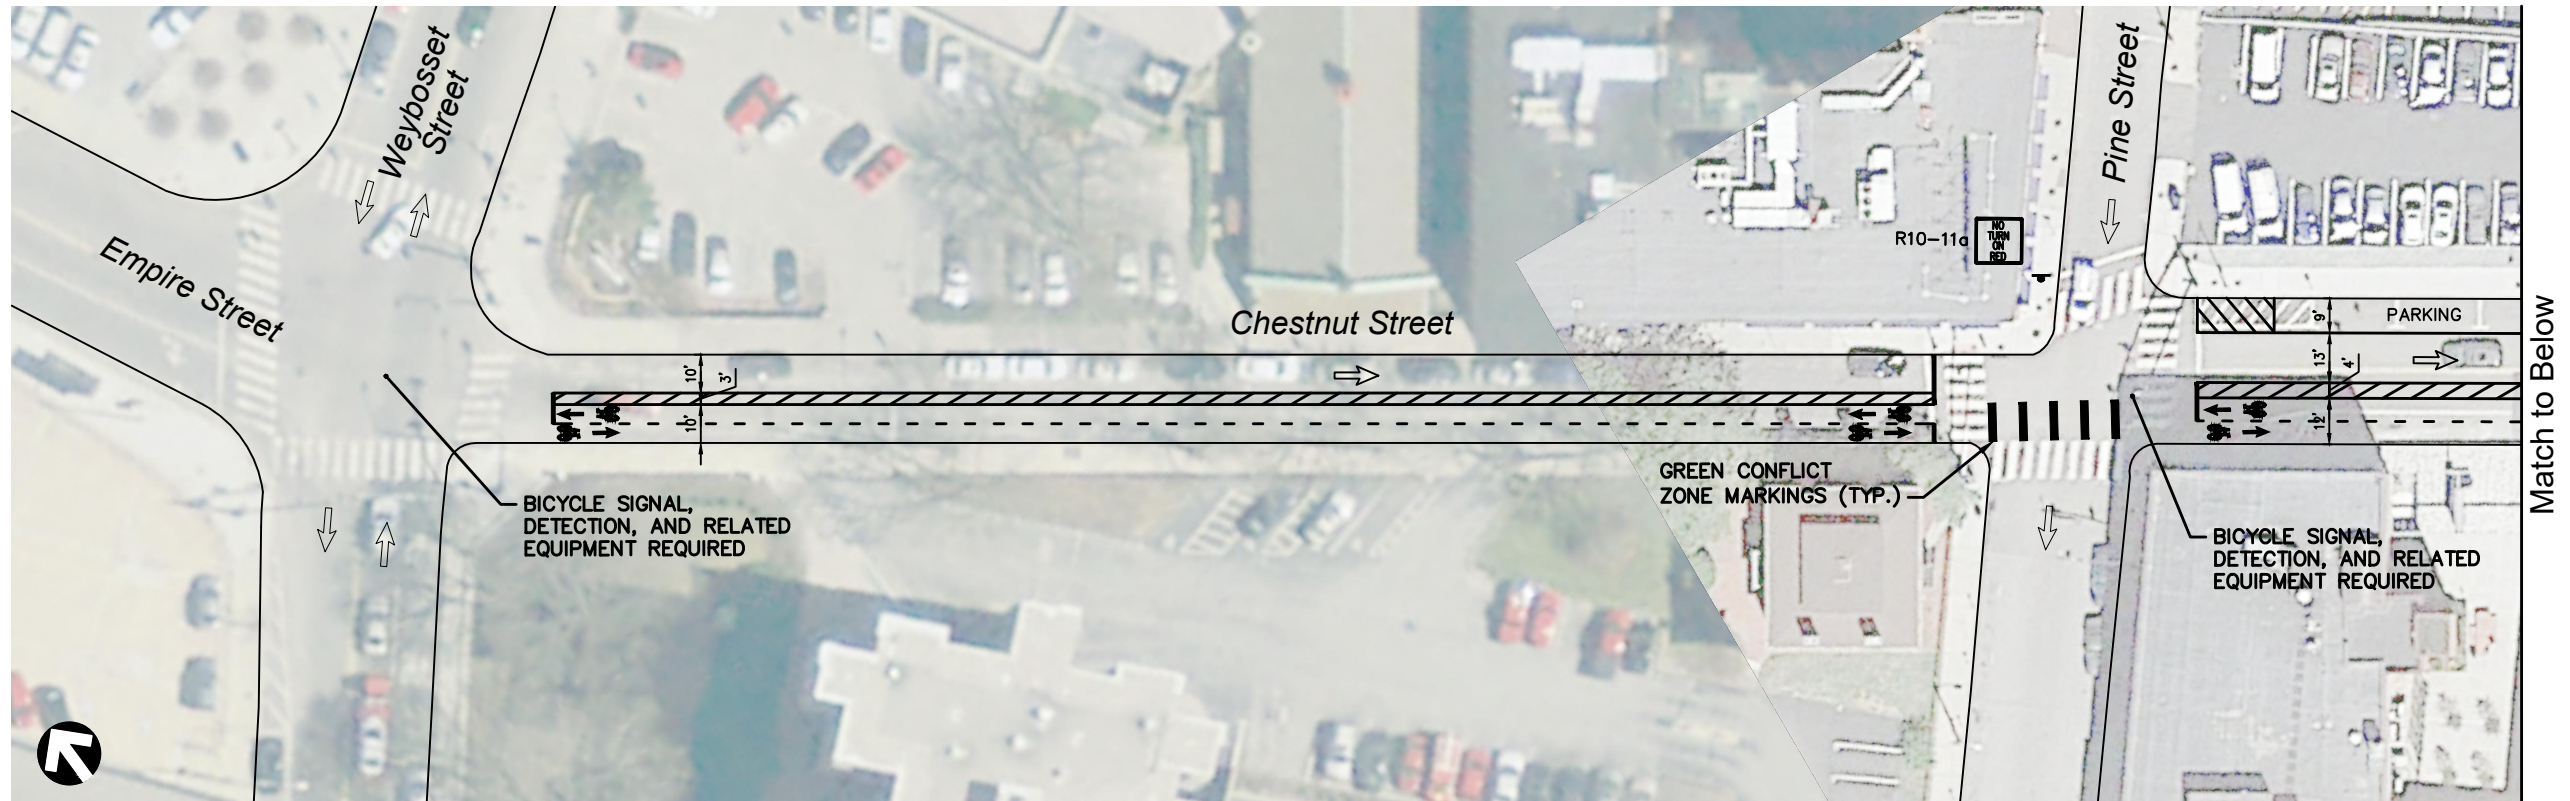 Weybosset
Street
Empire Street
Chestnut Street
Pine Street
R10-11a
NO
TURN
ON
RED
PARKING
9'
13'
4'
12'
10'
3'
10'
GREEN CONFLICT
ZONE MARKINGS (TYP.)
BICYCLE SIGNAL,
DETECTION, AND RELATED
EQUIPMENT REQUIRED
BICYCLE SIGNAL,
DETECTION, AND RELATED
EQUIPMENT REQUIRED
Match to Below